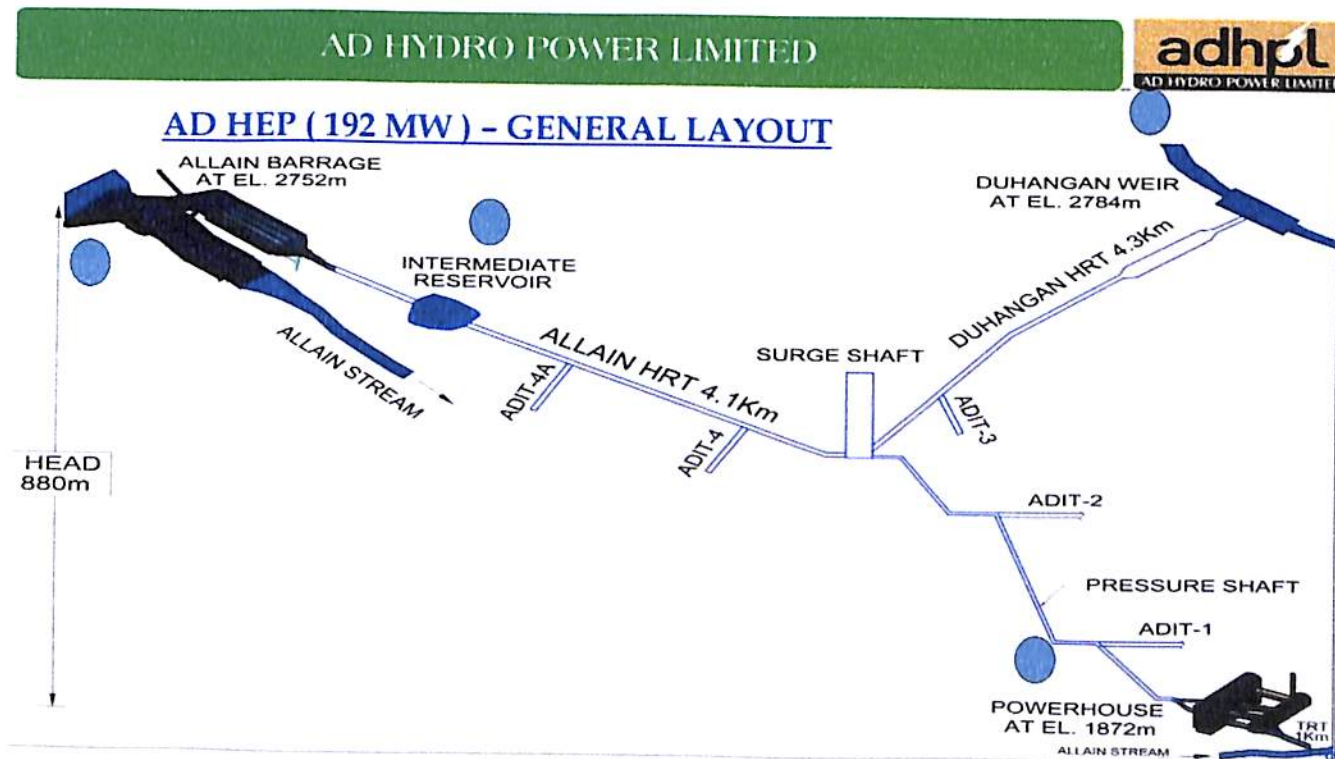 AD HYDRO POWER LIMITED
adhpl
AD HYDRO POWER LIMITED
AD HEP ( 192 MW ) – GENERAL LAYOUT
ALLAIN BARRAGE
AT EL. 2752m
DUHANGAN WEIR
AT EL. 2784m
INTERMEDIATE
RESERVOIR
DUHANGAN HRT 4.3Km
ALLAIN STREAM
ALLAIN HRT 4.1Km
SURGE SHAFT
ADIT-4A
ADIT-4
ADIT-3
HEAD
880m
ADIT-2
PRESSURE SHAFT
ADIT-1
POWERHOUSE
AT EL. 1872m
TRT
1Km
ALLAIN STREAM